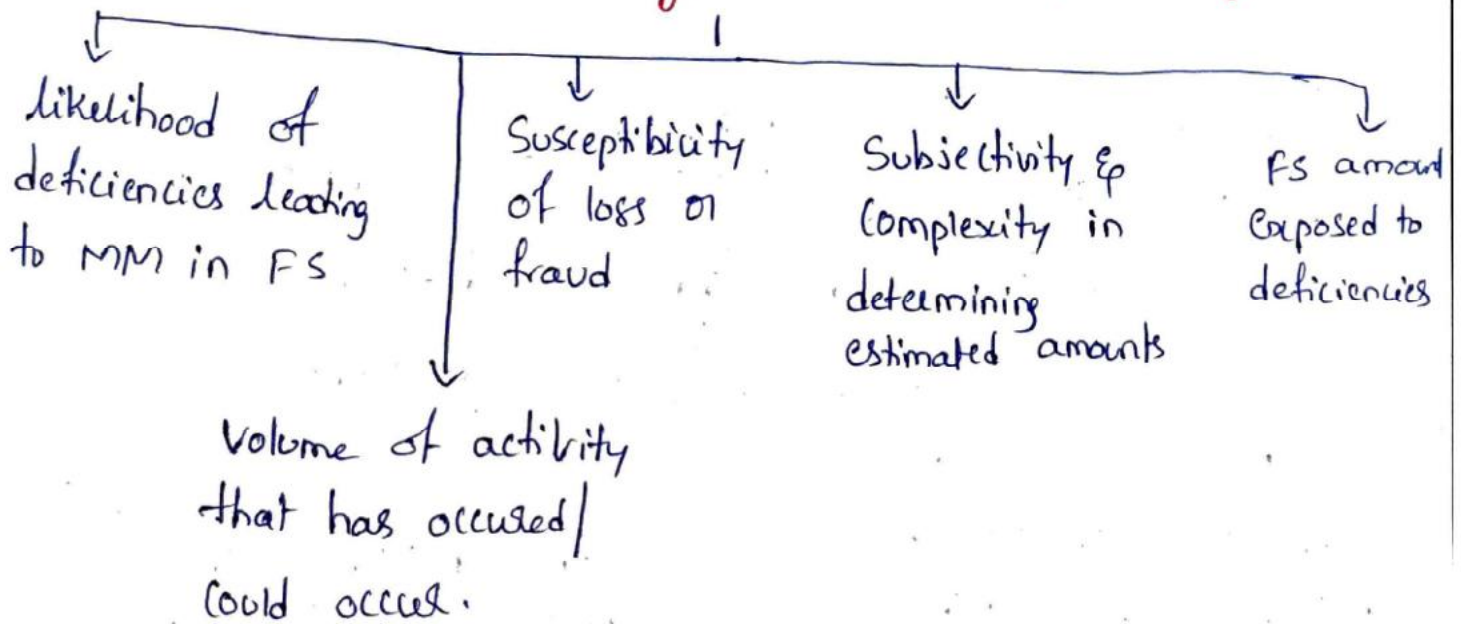 likelihood of
deficiencies leading
to MM in FS
Susceptibicity
of loss or
fraud
Subjectivity &
Complexity in
determining
estimated amounts
FS amount
Exposed to
deficiencies
Volume of activity
that has occured/
Could occur.